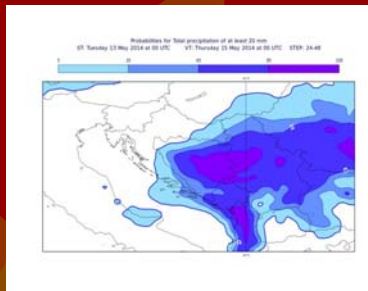 Probabilities for Total precipitation of at least 20 mm
ST: Tuesday 13 May 2014 at 00 UTC VT: Thursday 15 May 2014 at 00 UTC STEP: 24-48
100